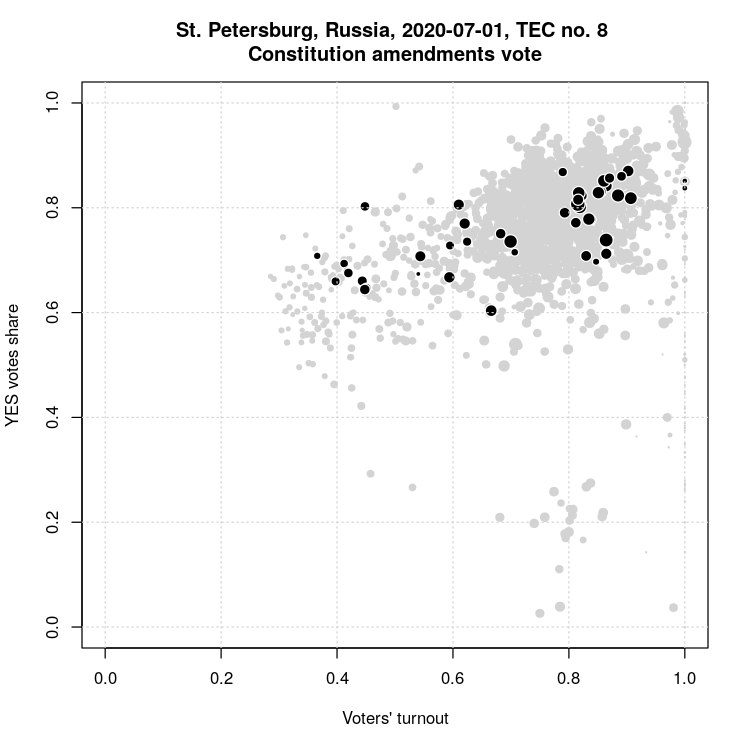 St. Petersburg, Russia, 2020-07-01, TEC no. 8
Constitution amendments vote
YES votes share
1.0
0.8
0.6
0.4
0.2
0.0
0.0 0.2 0.4 0.6 0.8 1.0
Voters' turnout